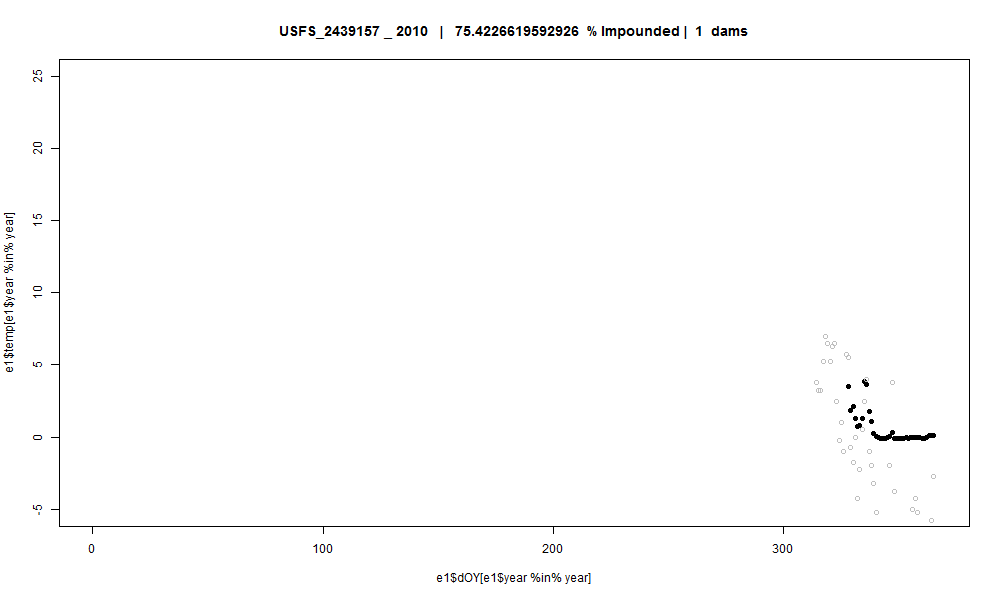 USFS_2439157 _ 2010 | 75.4226619592926 % Impounded | 1 dams
25
20
15
10
5
0
-5
e1$temp[e1$year %in% year]
0 100 200 300
e1$dOY[e1$year %in% year]